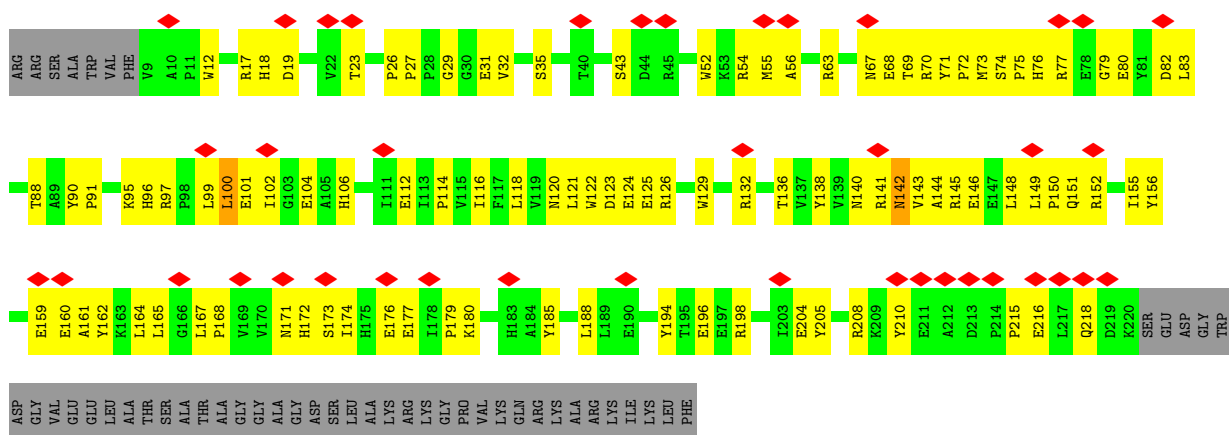 ARG ARG SER ALA TRP VAL PHE V9 A10 P11 W12 R17 H18 D19 V22 T23 P26 P27 P28 G29 G30 E31 V32 S35 T40 S43 D44 R45 W52 K53 R54 M55 A56 R63 N67 E68 T69 R70 Y71 P72 M73 S74 P75 H76 R77 E78 G79 E80 Y81 D82 L83
T88 A89 Y90 P91 K95 H96 R97 P98 L99 L100 E101 I102 G103 E104 A105 H106 I111 E112 I113 P114 V115 I116 F117 L118 V119 N120 L121 W122 D123 E124 E125 R126 W129 R132 T136 V137 Y138 V139 N140 R141 N142 V143 A144 R145 E146 E147 L148 L149 P150 Q151 R152 I155 Y156
E159 E160 A161 Y162 K163 L164 L165 G166 L167 P168 V169 V170 N171 H172 S173 I174 H175 E176 E177 I178 P179 K180 H183 A184 Y185 L188 L189 E190 Y194 T195 E196 E197 R198 I203 E204 Y205 R208 K209 Y210 E211 A212 D213 P214 P215 E216 L217 Q218 D219 K220 SER GLU ASP GLY TRP
ASP GLY VAL GLU GLU LEU ALA THR SER ALA THR ALA GLY GLY ALA GLY ASP SER LEU ALA LYS ARG LYS GLY PRO VAL LYS GLN ARG LYS ALA ARG LYS ILE LYS LEU PHE